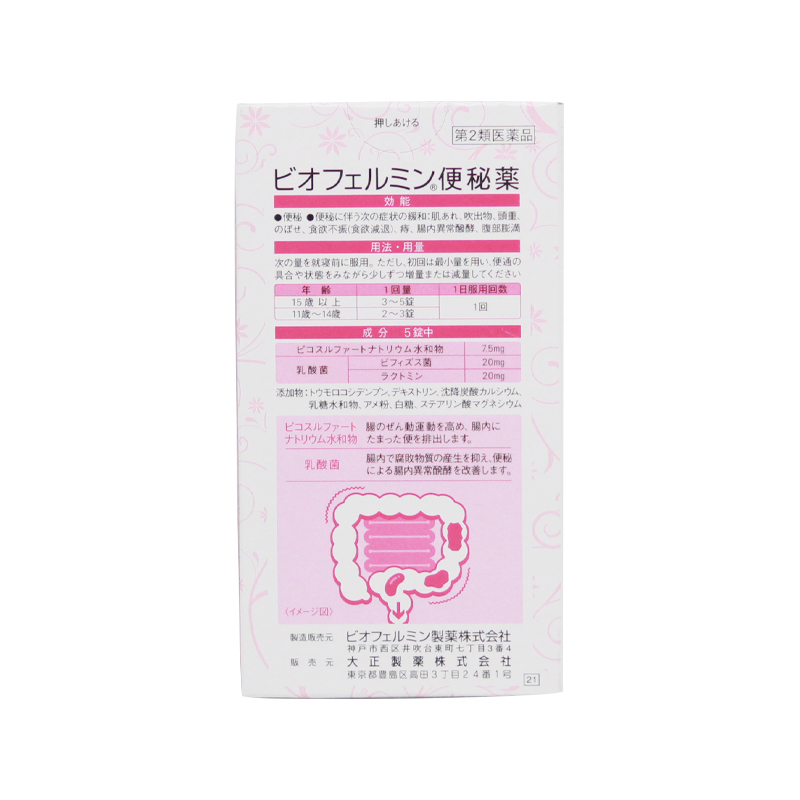 押しあける
第2類医薬品
ビオフェルミン®便秘薬
効能
●便秘 ●便秘に伴う次の症状の緩和：肌あれ、吹出物、頭重、
のぼせ、食欲不振(食欲減退)、痔、腸内異常醗酵、腹部膨満
用法・用量
次の量を就寝前に服用。ただし、初回は最小量を用い、便通の
具合や状態をみながら少しずつ増量または減量してください
年齢 1回量 1日服用回数
15歳以上 3〜5錠 1回
11歳〜14歳 2〜3錠
成分 5錠中
ピコスルファートナトリウム水和物 7.5mg
乳酸菌 ビフィズス菌 20mg
ラクトミン 20mg
添加物：トウモロコシデンプン、デキストリン、沈降炭酸カルシウム、
乳糖水和物、アメ粉、白糖、ステアリン酸マグネシウム
ピコスルファート 腸のぜん動運動を高め、腸内に
ナトリウム水和物 たまった便を排出します。
乳酸菌 腸内で腐敗物質の産生を抑え、便秘
による腸内異常醗酵を改善します。
(イメージ図)
製造販売元 ビオフェルミン製薬株式会社
神戸市西区井吹台東町七丁目3番4
販売元 大正製薬株式会社
東京都豊島区高田3丁目24番1号
21